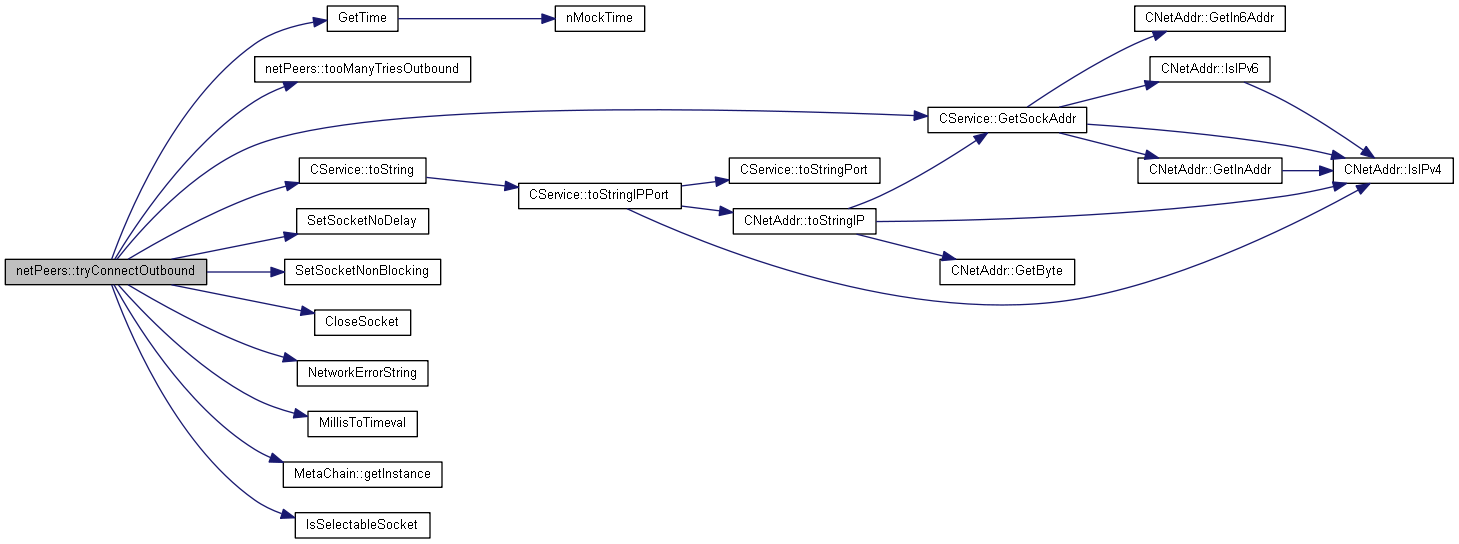 GetTime
nMockTime
CNetAddr::GetIn6Addr
netPeers::tooManyTriesOutbound
CNetAddr::IsIPv6
CService::GetSockAddr
CService::toString
CService::toStringPort
CNetAddr::GetInAddr
CNetAddr::IsIPv4
CService::toStringIPPort
SetSocketNoDelay
CNetAddr::toStringIP
netPeers::tryConnectOutbound
SetSocketNonBlocking
CNetAddr::GetByte
CloseSocket
NetworkErrorString
MillisToTimeval
MetaChain::getInstance
IsSelectableSocket